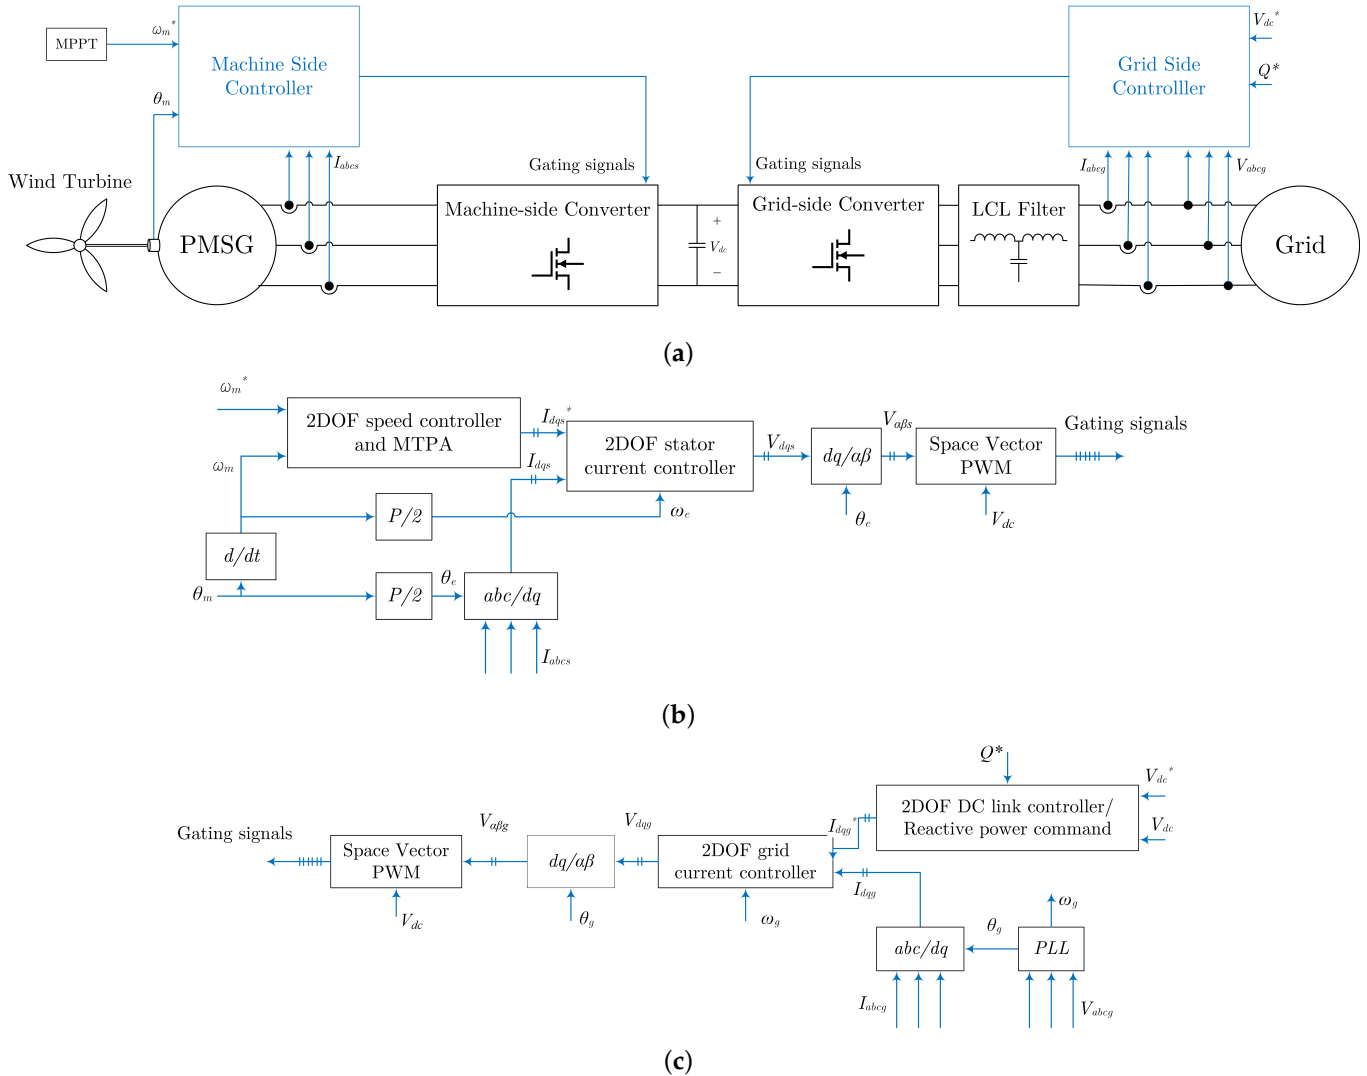 MPPT
ωm*
θm
Machine Side
Controller
Iabcs
Gating signals
Gating signals
Grid Side
Controlller
Vdc*
Q*
Iabcg
Vabcg
Wind Turbine
PMSG
Machine-side Converter
+
Vdc
−
Grid-side Converter
LCL Filter
Grid
(a)
ωm*
2DOF speed controller
and MTPA
Idqs*
Idqs
ωm
2DOF stator
current controller
Vdqs
dq/αβ
Vαβs
Space Vector
PWM
Gating signals
P/2
ωe
θe
Vdc
d/dt
θm
P/2
θe
abc/dq
Iabcs
(b)
Q*
2DOF DC link controller/
Reactive power command
Vdc*
Vdc
Gating signals
Space Vector
PWM
Vαβg
dq/αβ
Vdqg
2DOF grid
current controller
Idqg*
Idqg
Vdc
θg
ωg
abc/dq
θg
PLL
ωg
Iabcg
Vabcg
(c)